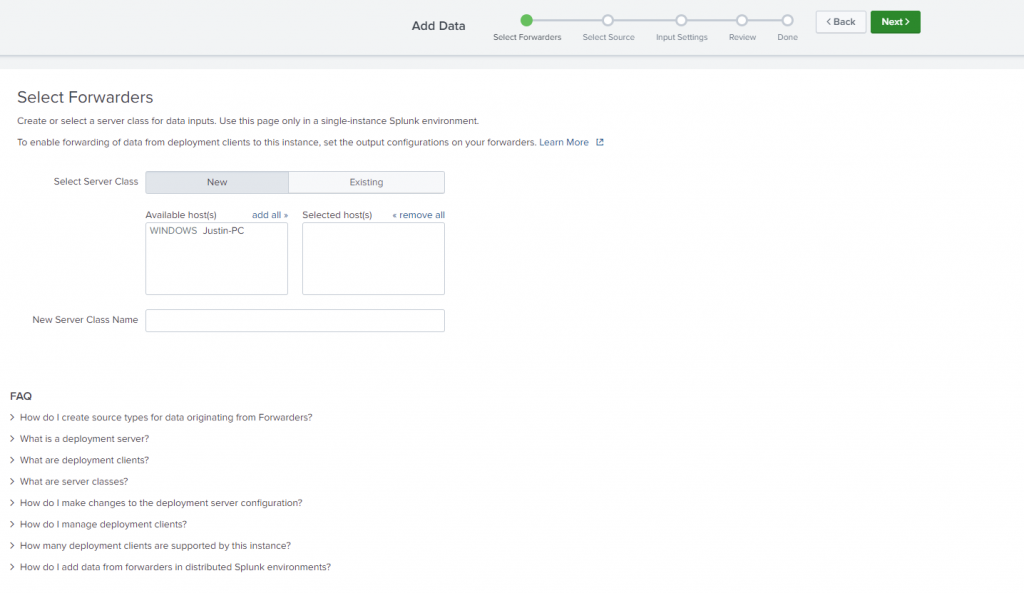 Add Data
Select Forwarders
Select Source
Input Settings
Review
Done
< Back
Next >
Select Forwarders
Create or select a server class for data inputs. Use this page only in a single-instance Splunk environment.
To enable forwarding of data from deployment clients to this instance, set the output configurations on your forwarders. Learn More
Select Server Class
New
Existing
Available host(s)
add all »
Selected host(s)
« remove all
WINDOWS Justin-PC
New Server Class Name
FAQ
> How do I create source types for data originating from Forwarders?
> What is a deployment server?
> What are deployment clients?
> What are server classes?
> How do I make changes to the deployment server configuration?
> How do I manage deployment clients?
> How many deployment clients are supported by this instance?
> How do I add data from forwarders in distributed Splunk environments?